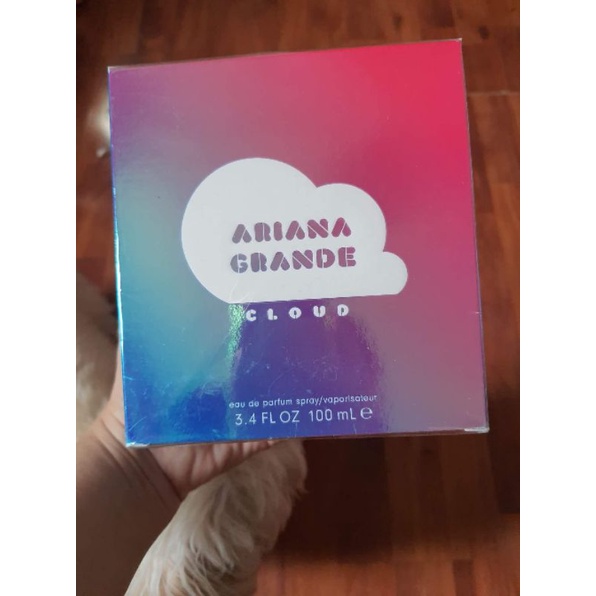 ARIANA
GRANDE
CLOUD
eau de parfum spray/vaporisateur
3.4 FL OZ 100 mL ℮